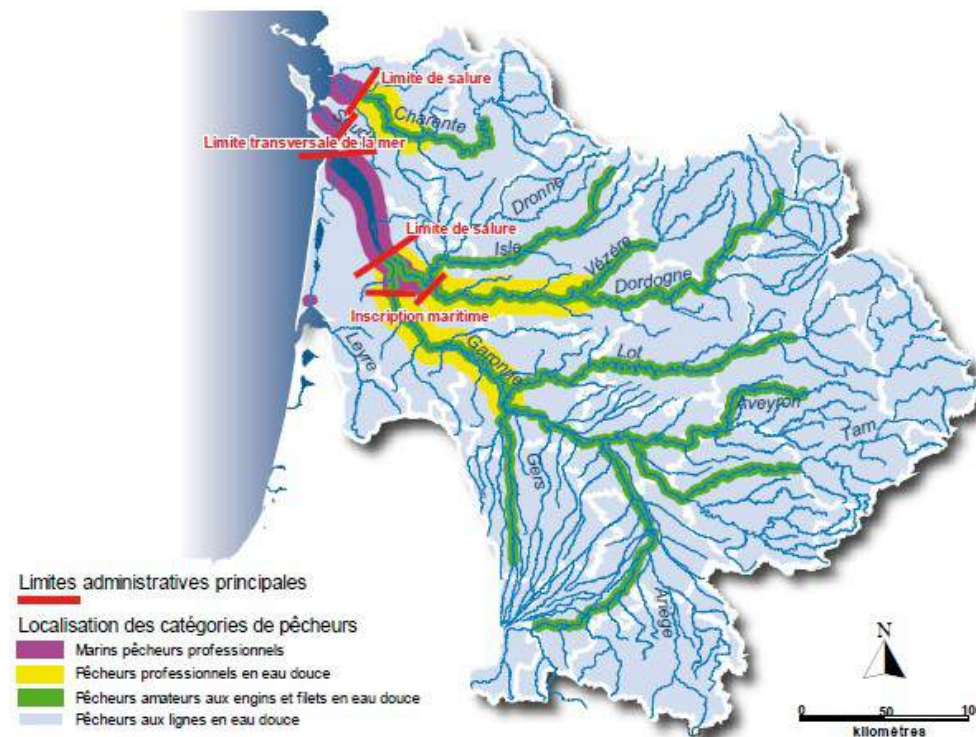 Limite de salure
Charente
Limite transversale de la mer
Dronne
Limite de salure
Isle
Vézère
Dordogne
Inscription maritime
Leyre
Garonne
Lot
Aveyron
Tarn
Gers
Ariège
Limites administratives principales
Localisation des catégories de pêcheurs
Marins pêcheurs professionnels
Pêcheurs professionnels en eau douce
Pêcheurs amateurs aux engins et filets en eau douce
Pêcheurs aux lignes en eau douce
N
0 50 10
kilomètres